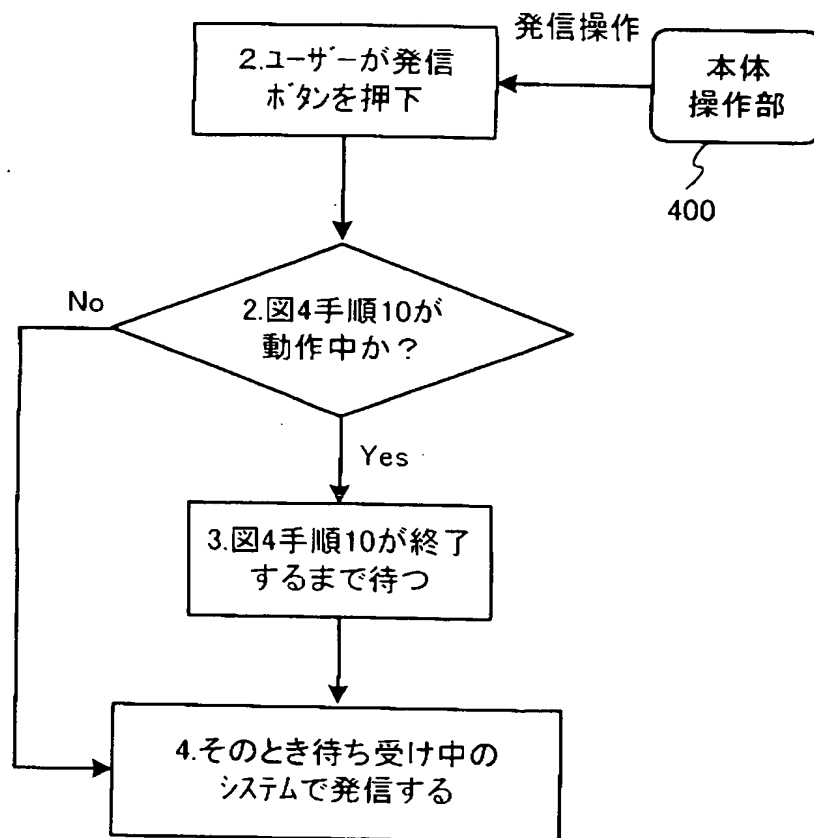 発信操作
2.ユーザーが発信
ボタンを押下
本体
操作部
400
No
2.図4手順10が
動作中か?
Yes
3.図4手順10が終了
するまで待つ
4.そのとき待ち受け中の
システムで発信する